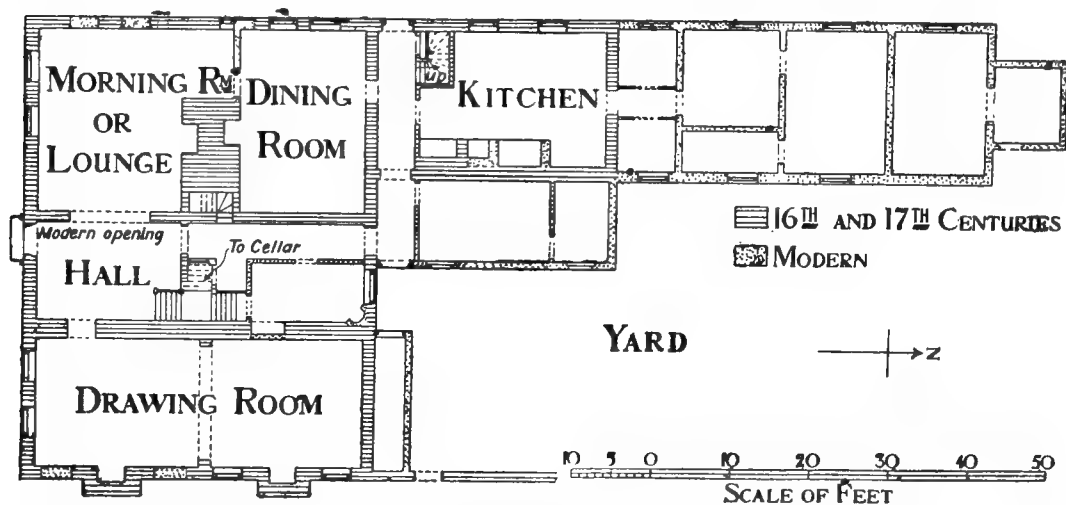 MORNING RM
OR
LOUNGE
DINING
ROOM
up
KITCHEN
Modern opening
HALL
To Cellar
16TH AND 17TH CENTURIES
MODERN
YARD
N
DRAWING ROOM
10 5 0 10 20 30 40 50
SCALE OF FEET